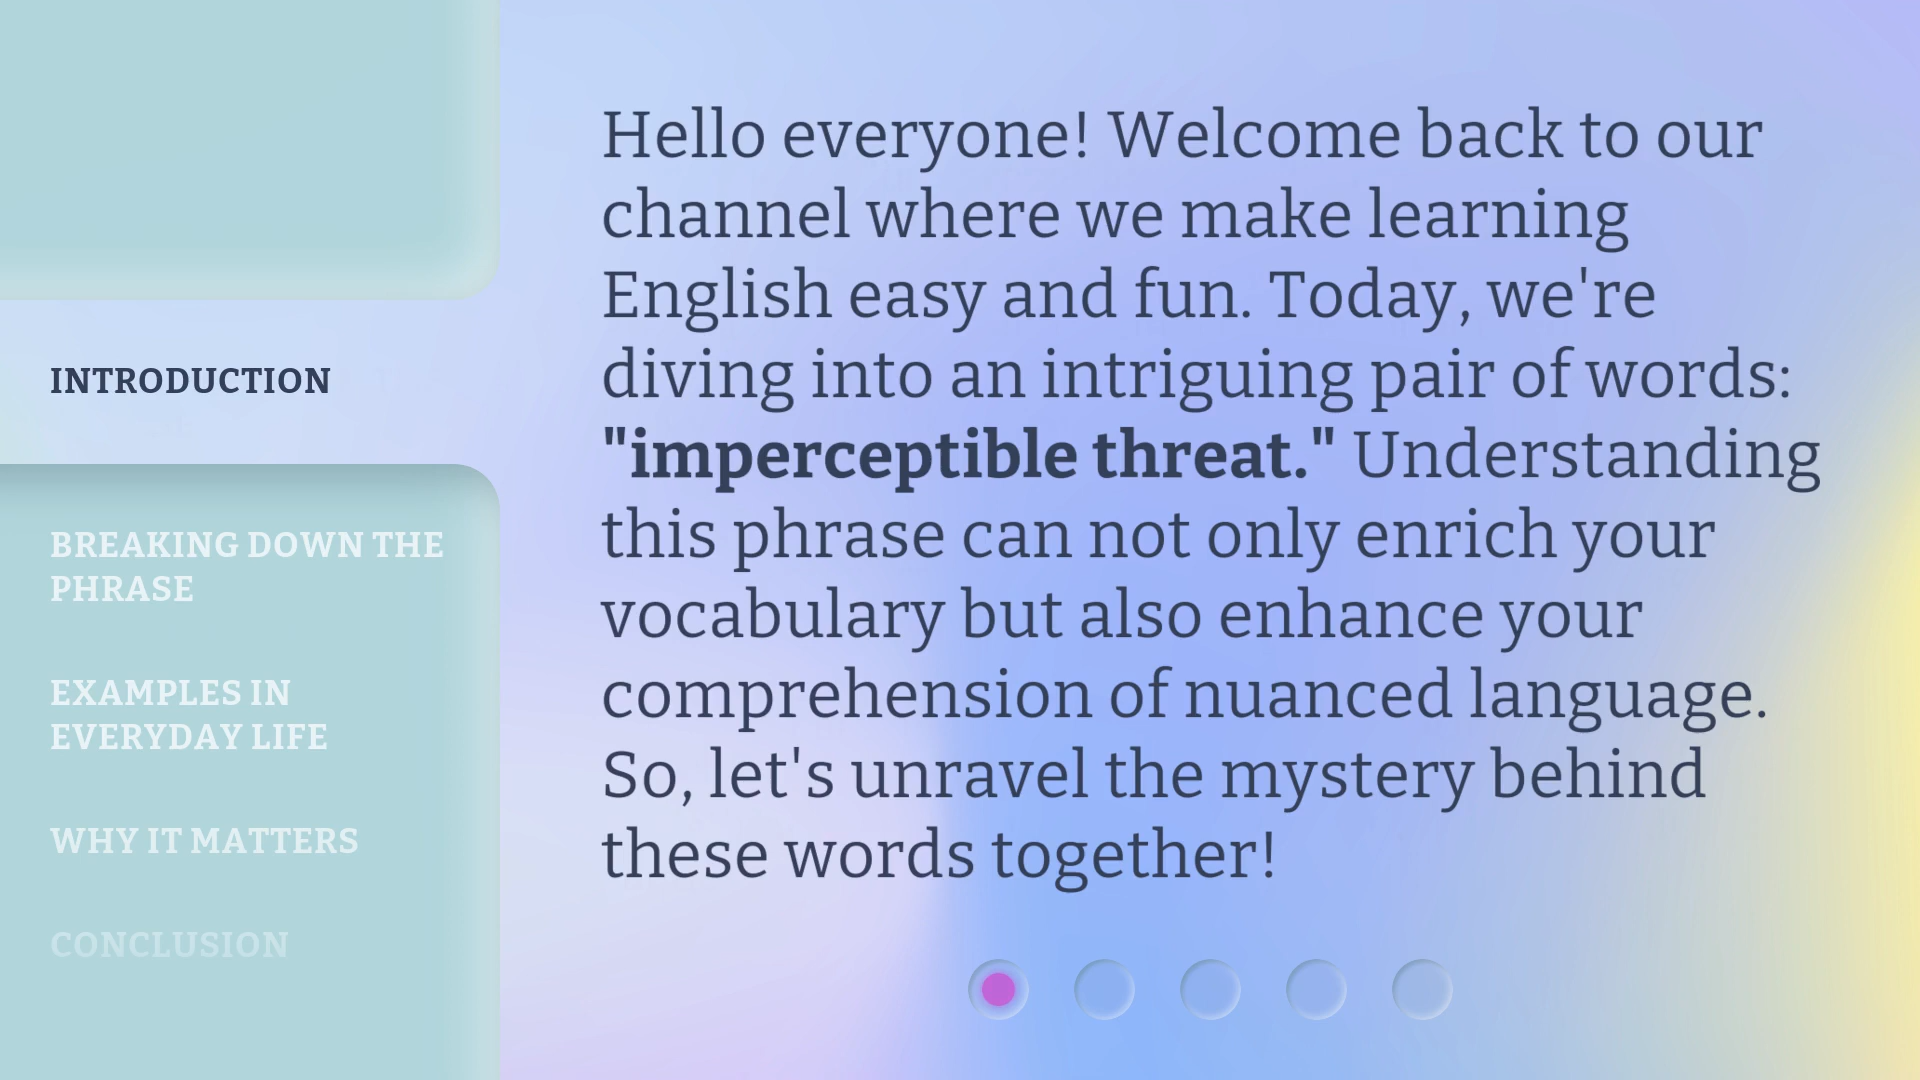 INTRODUCTION
BREAKING DOWN THE
PHRASE
EXAMPLES IN
EVERYDAY LIFE
WHY IT MATTERS
CONCLUSION
Hello everyone! Welcome back to our
channel where we make learning
English easy and fun. Today, we're
diving into an intriguing pair of words:
"imperceptible threat." Understanding
this phrase can not only enrich your
vocabulary but also enhance your
comprehension of nuanced language.
So, let's unravel the mystery behind
these words together!